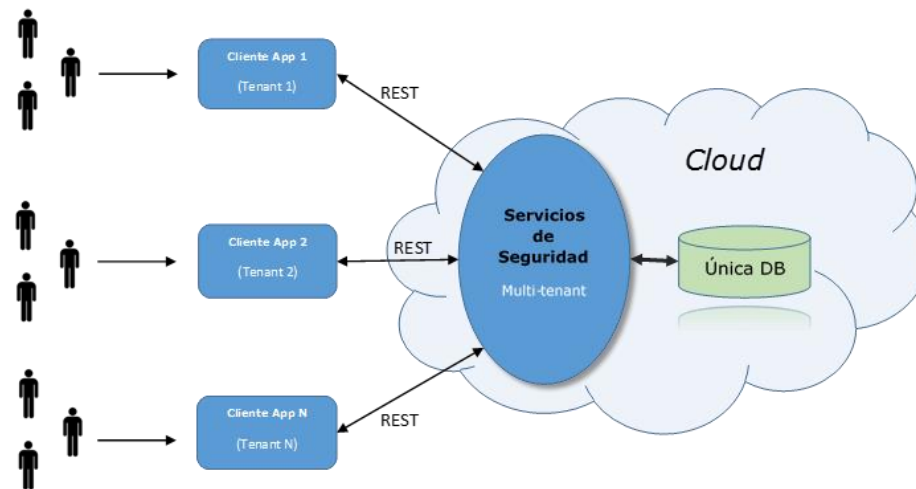 Cliente App 1
(Tenant 1)
REST
Cloud
Cliente App 2
(Tenant 2)
REST
Servicios
de
Seguridad
Multi-tenant
Única DB
Cliente App N
(Tenant N)
REST